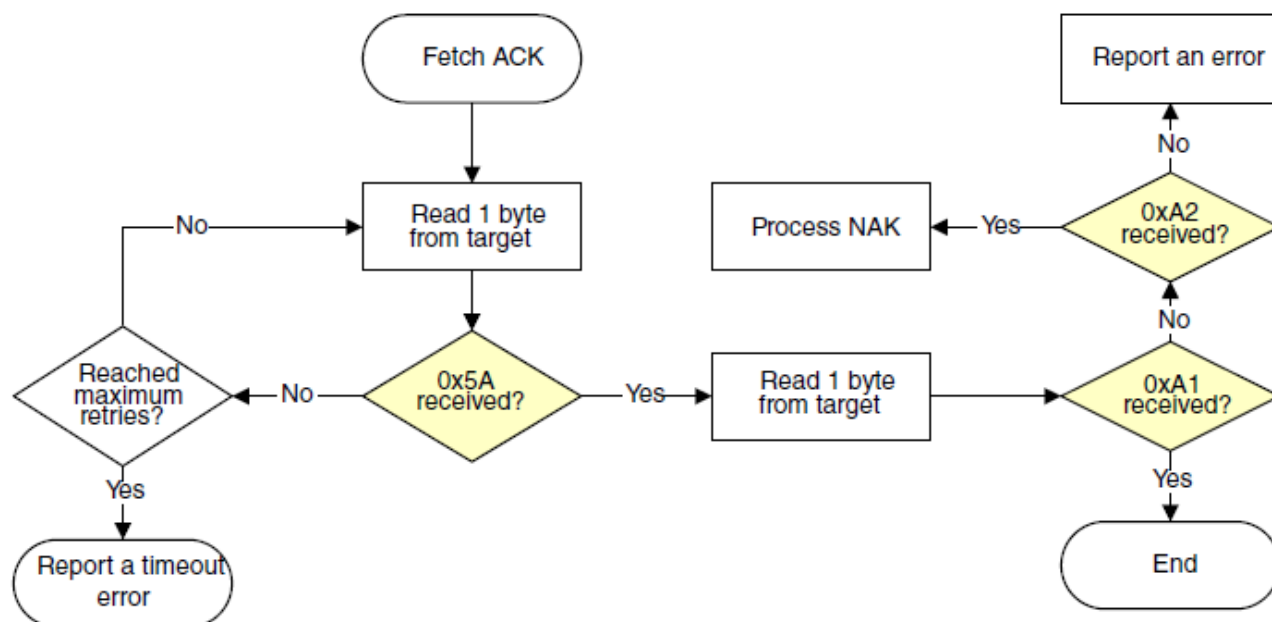 Fetch ACK
Report an error
No
No
Read 1 byte
from target
Process NAK
Yes
0xA2
received?
No
Reached
maximum
retries?
No
0x5A
received?
Yes
Read 1 byte
from target
0xA1
received?
Yes
Yes
Report a timeout
error
End